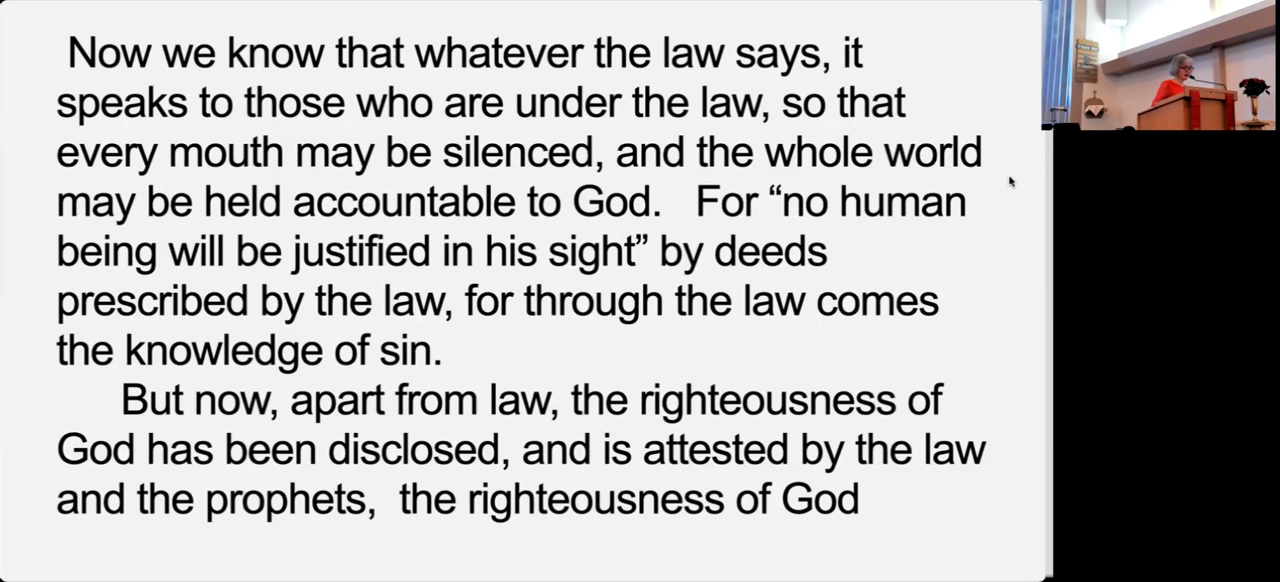 Now we know that whatever the law says, it
speaks to those who are under the law, so that
every mouth may be silenced, and the whole world
may be held accountable to God.   For “no human
being will be justified in his sight” by deeds
prescribed by the law, for through the law comes
the knowledge of sin.
But now, apart from law, the righteousness of
God has been disclosed, and is attested by the law
and the prophets,  the righteousness of God